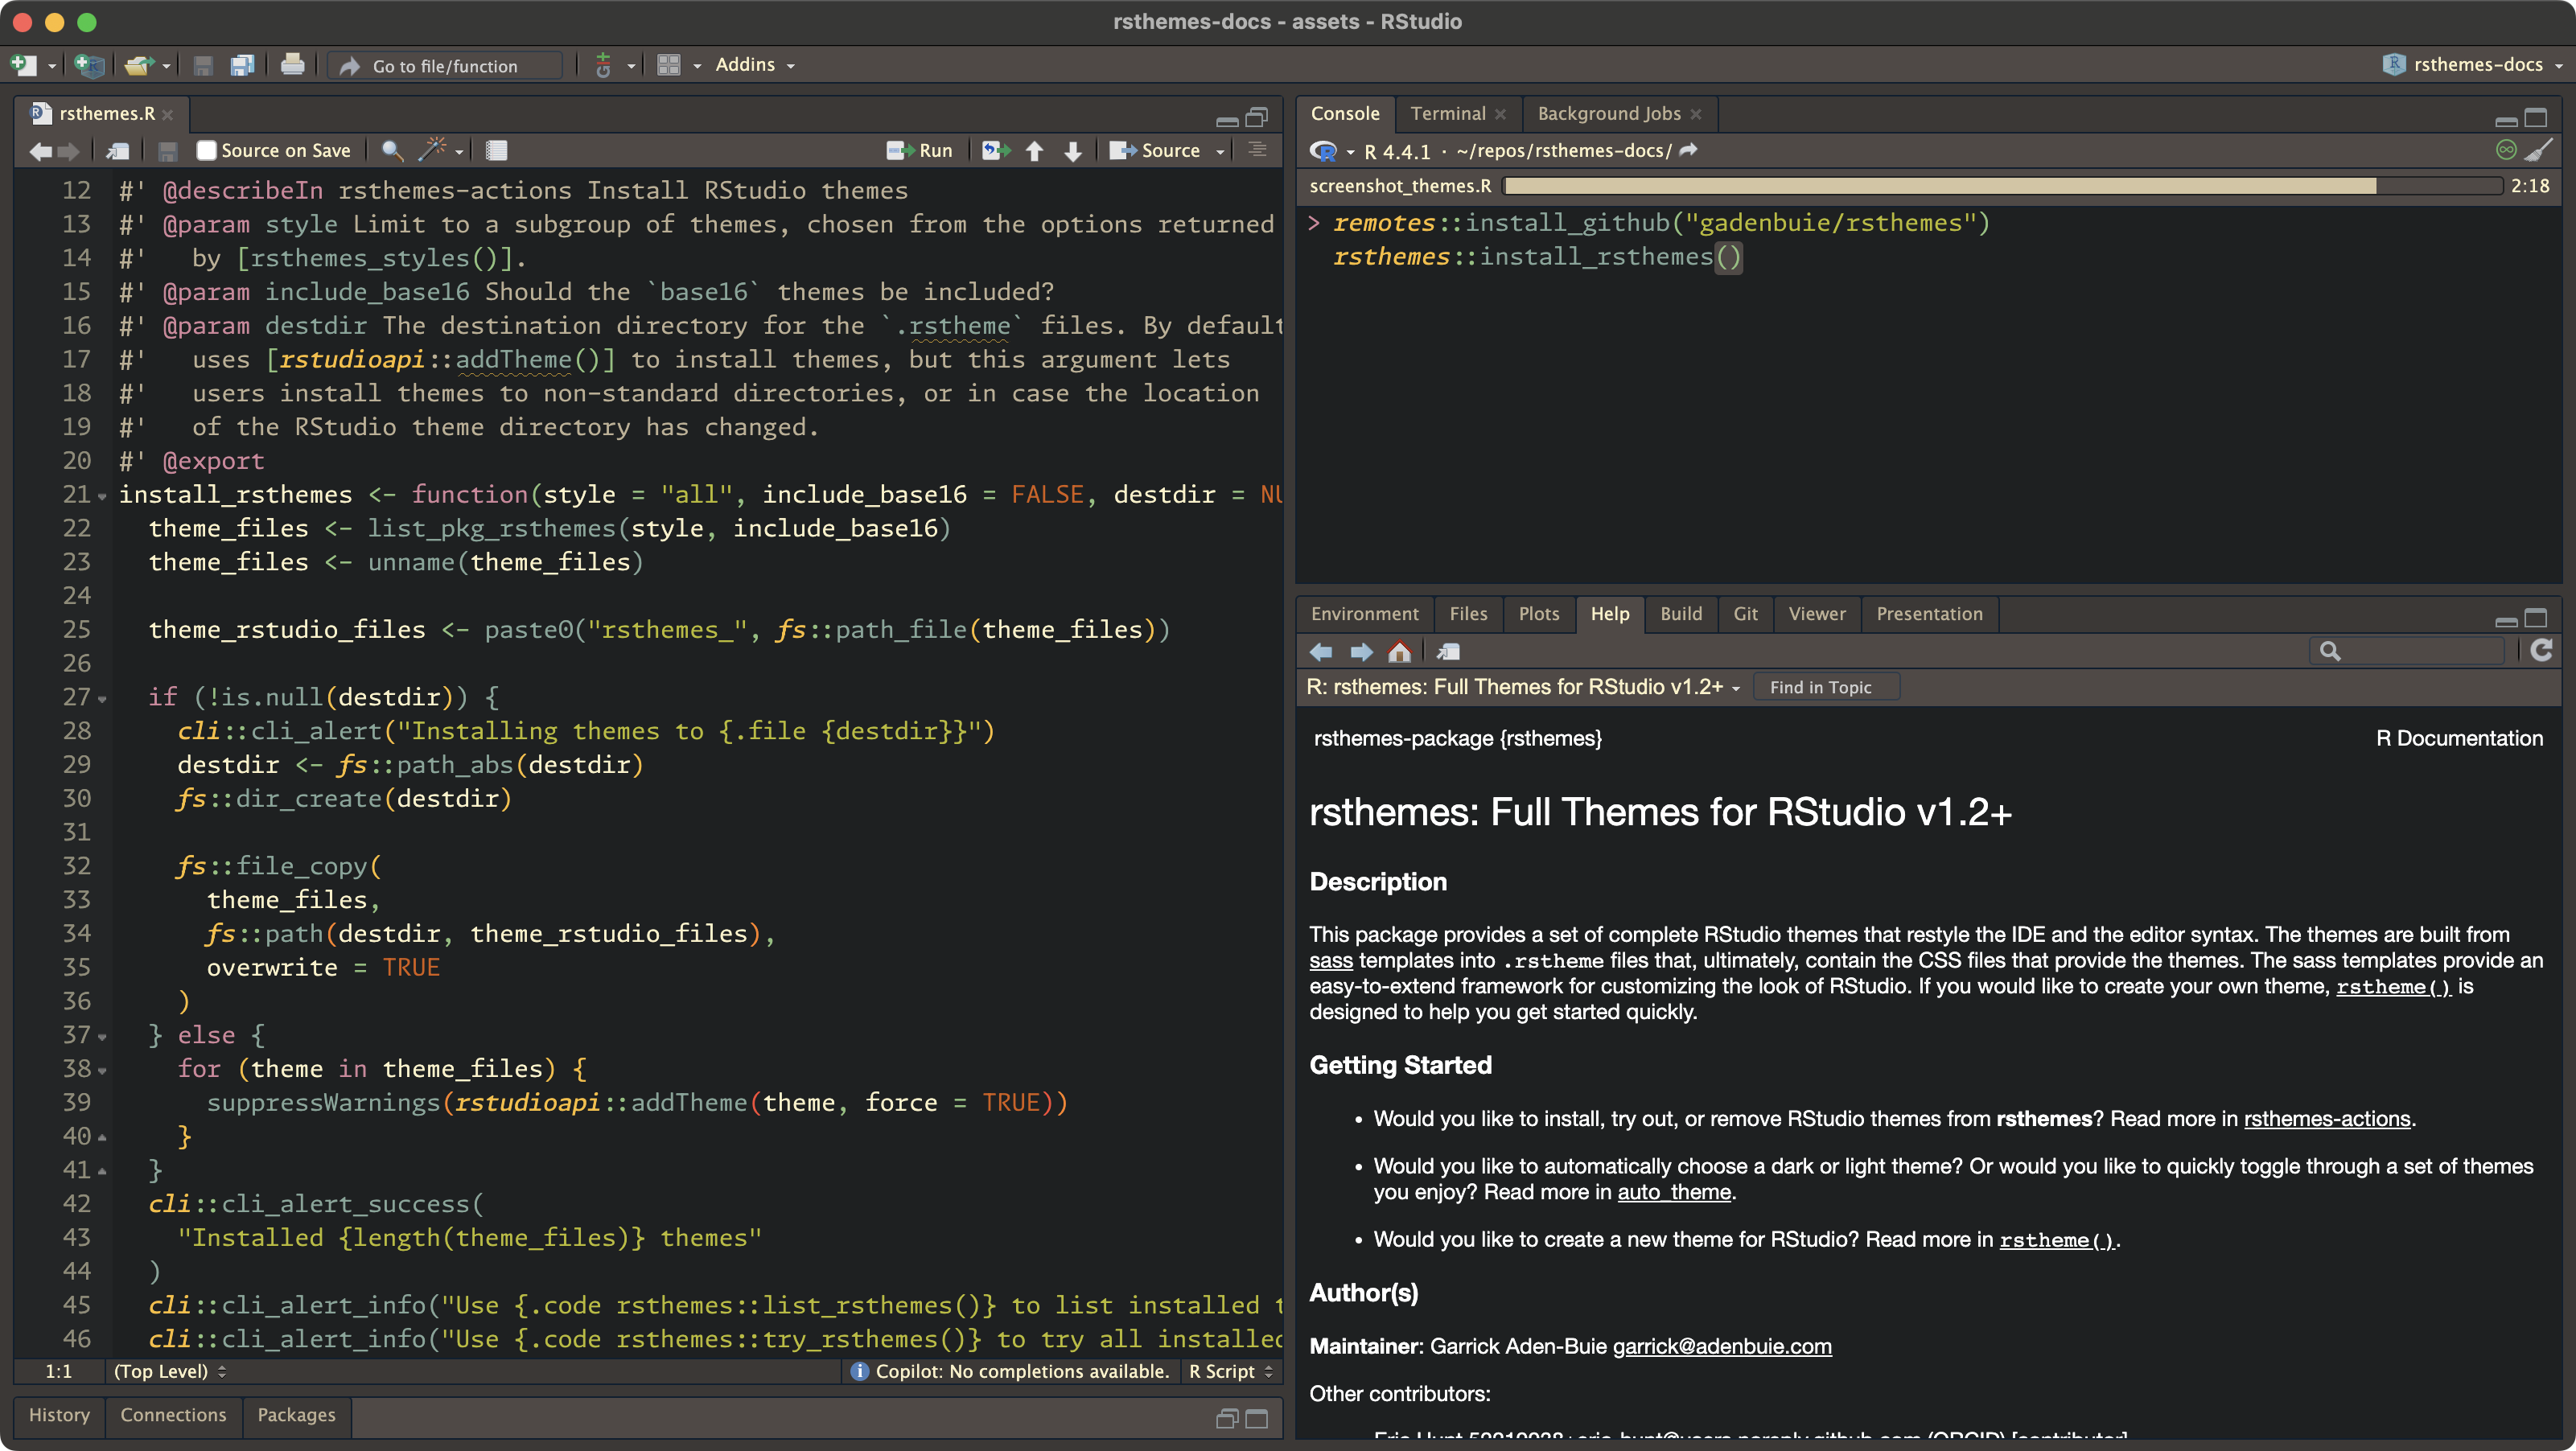 rsthemes-docs - assets - RStudio
Go to file/function
Addins
rsthemes-docs
rsthemes.R
Source on Save
Run
Source
12 #' @describeIn rsthemes-actions Install RStudio themes
13 #' @param style Limit to a subgroup of themes, chosen from the options returned
14 #'   by [rsthemes_styles()].
15 #' @param include_base16 Should the `base16` themes be included?
16 #' @param destdir The destination directory for the `.rstheme` files. By default
17 #'   uses [rstudioapi::addTheme()] to install themes, but this argument lets
18 #'   users install themes to non-standard directories, or in case the location
19 #'   of the RStudio theme directory has changed.
20 #' @export
21 install_rsthemes <- function(style = "all", include_base16 = FALSE, destdir = NU
22   theme_files <- list_pkg_rsthemes(style, include_base16)
23   theme_files <- unname(theme_files)
24
25   theme_rstudio_files <- paste0("rsthemes_", fs::path_file(theme_files))
26
27   if (!is.null(destdir)) {
28     cli::cli_alert("Installing themes to {.file {destdir}}")
29     destdir <- fs::path_abs(destdir)
30     fs::dir_create(destdir)
31
32     fs::file_copy(
33       theme_files,
34       fs::path(destdir, theme_rstudio_files),
35       overwrite = TRUE
36     )
37   } else {
38     for (theme in theme_files) {
39       suppressWarnings(rstudioapi::addTheme(theme, force = TRUE))
40     }
41   }
42   cli::cli_alert_success(
43     "Installed {length(theme_files)} themes"
44   )
45   cli::cli_alert_info("Use {.code rsthemes::list_rsthemes()} to list installed t
46   cli::cli_alert_info("Use {.code rsthemes::try_rsthemes()} to try all installed
1:1 (Top Level)
Copilot: No completions available.
R Script
History Connections Packages
Console Terminal Background Jobs
R 4.4.1 · ~/repos/rsthemes-docs/
screenshot_themes.R 2:18
> remotes::install_github("gadenbuie/rsthemes")
rsthemes::install_rsthemes()
Environment Files Plots Help Build Git Viewer Presentation
R: rsthemes: Full Themes for RStudio v1.2+
Find in Topic
rsthemes-package {rsthemes}
R Documentation
rsthemes: Full Themes for RStudio v1.2+
Description
This package provides a set of complete RStudio themes that restyle the IDE and the editor syntax. The themes are built from
sass templates into .rstheme files that, ultimately, contain the CSS files that provide the themes. The sass templates provide an
easy-to-extend framework for customizing the look of RStudio. If you would like to create your own theme, rstheme() is
designed to help you get started quickly.
Getting Started
• Would you like to install, try out, or remove RStudio themes from rsthemes? Read more in rsthemes-actions.
• Would you like to automatically choose a dark or light theme? Or would you like to quickly toggle through a set of themes
you enjoy? Read more in auto_theme.
• Would you like to create a new theme for RStudio? Read more in rstheme().
Author(s)
Maintainer: Garrick Aden-Buie garrick@adenbuie.com
Other contributors: